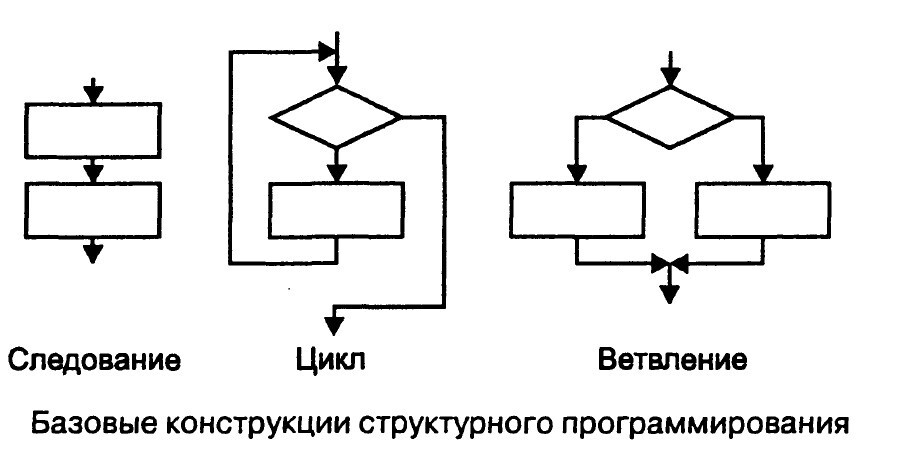 Следование Цикл Ветвление
Базовые конструкции структурного программирования